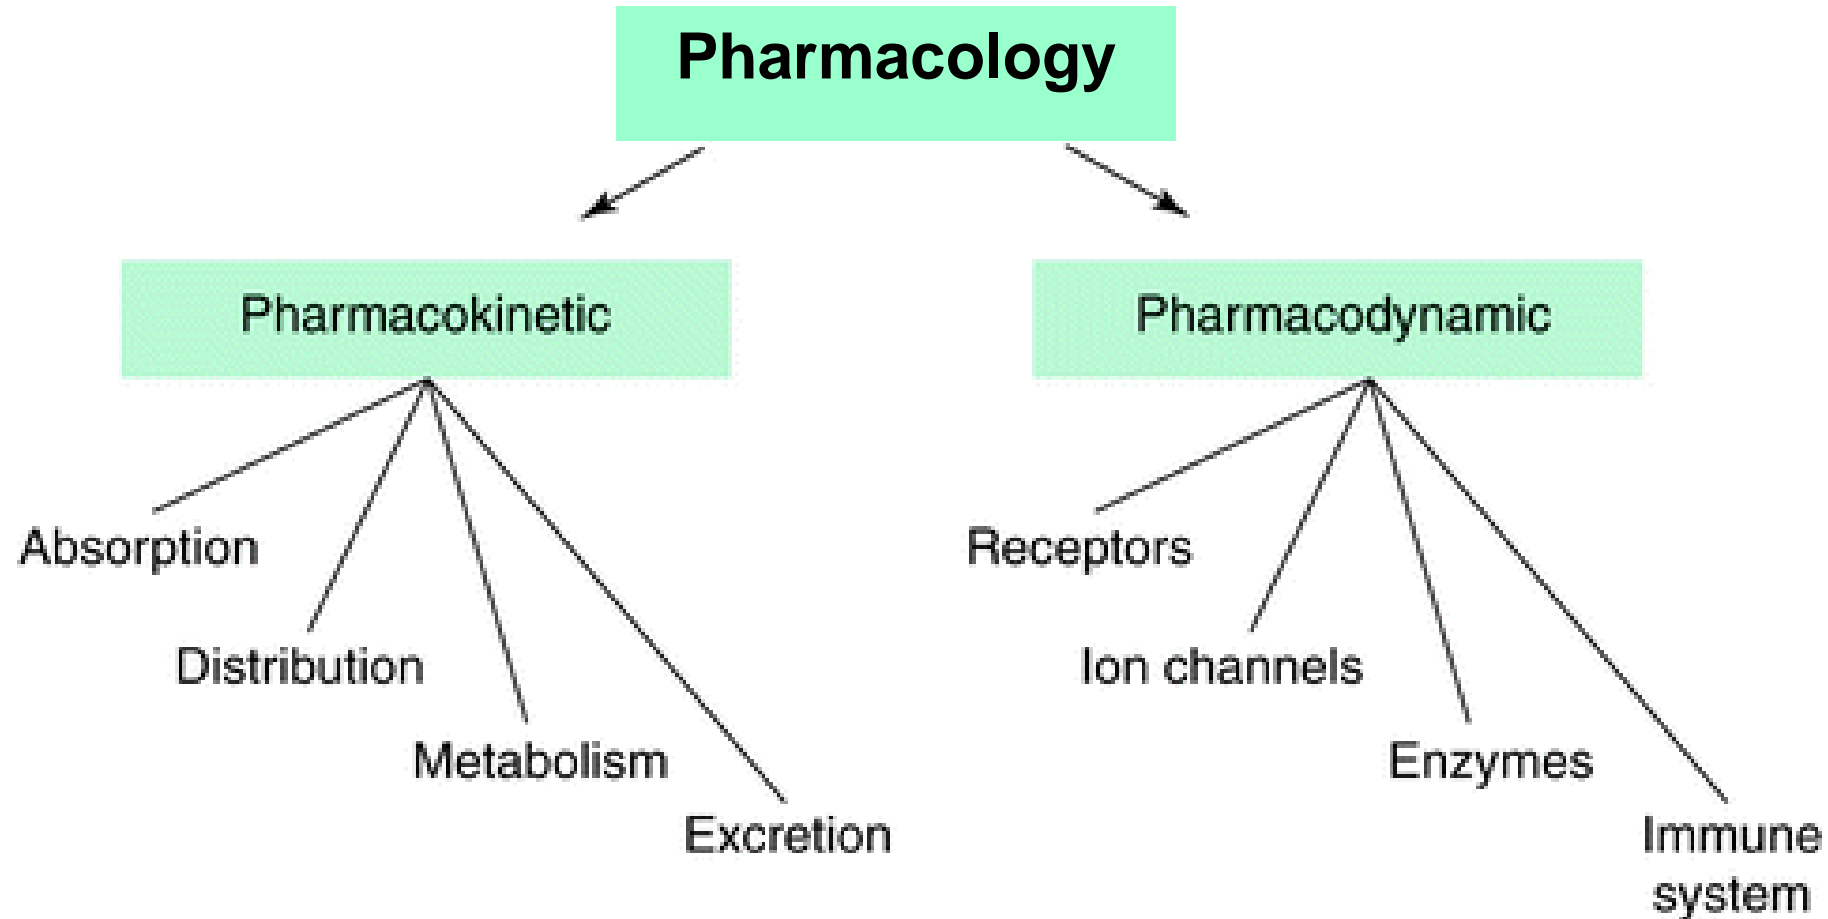 Pharmacology
Pharmacokinetic
Pharmacodynamic
Absorption
Distribution
Metabolism
Excretion
Receptors
Ion channels
Enzymes
Immune
system